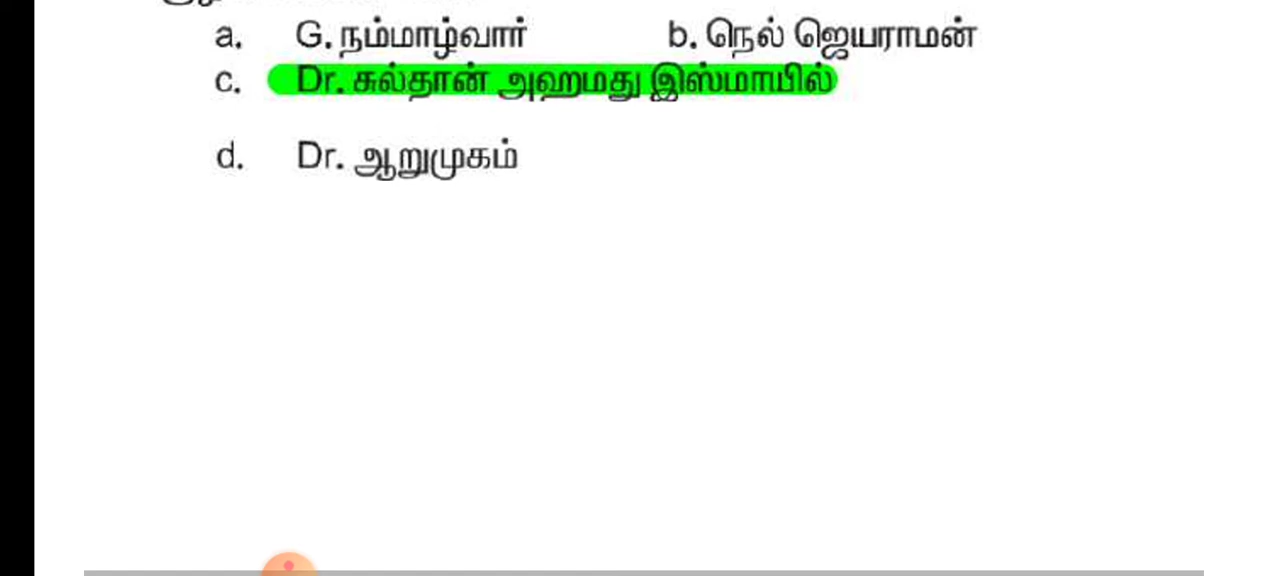 a. G. நம்மாழ்வார் b. நெல் ஜெயராமன்
c. Dr. சுல்தான் அஹமது இஸ்மாயில்
d. Dr. ஆறுமுகம்